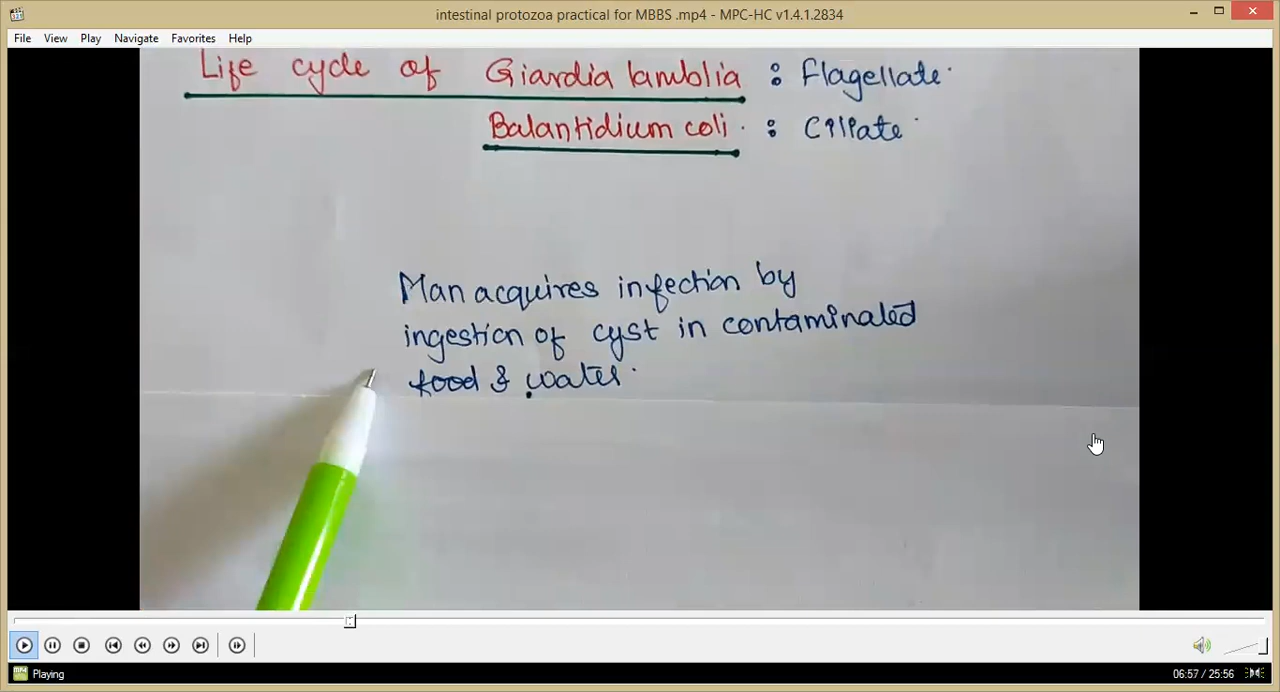 intestinal protozoa practical for MBBS .mp4 - MPC-HC v1.4.1.2834
File View Play Navigate Favorites Help
Life cycle of Giardia lamblia : Flagellate
Balantidium coli : Ciliate
Man acquires infection by
ingestion of cyst in contaminated
food & water.
Playing 06:57 / 25:56